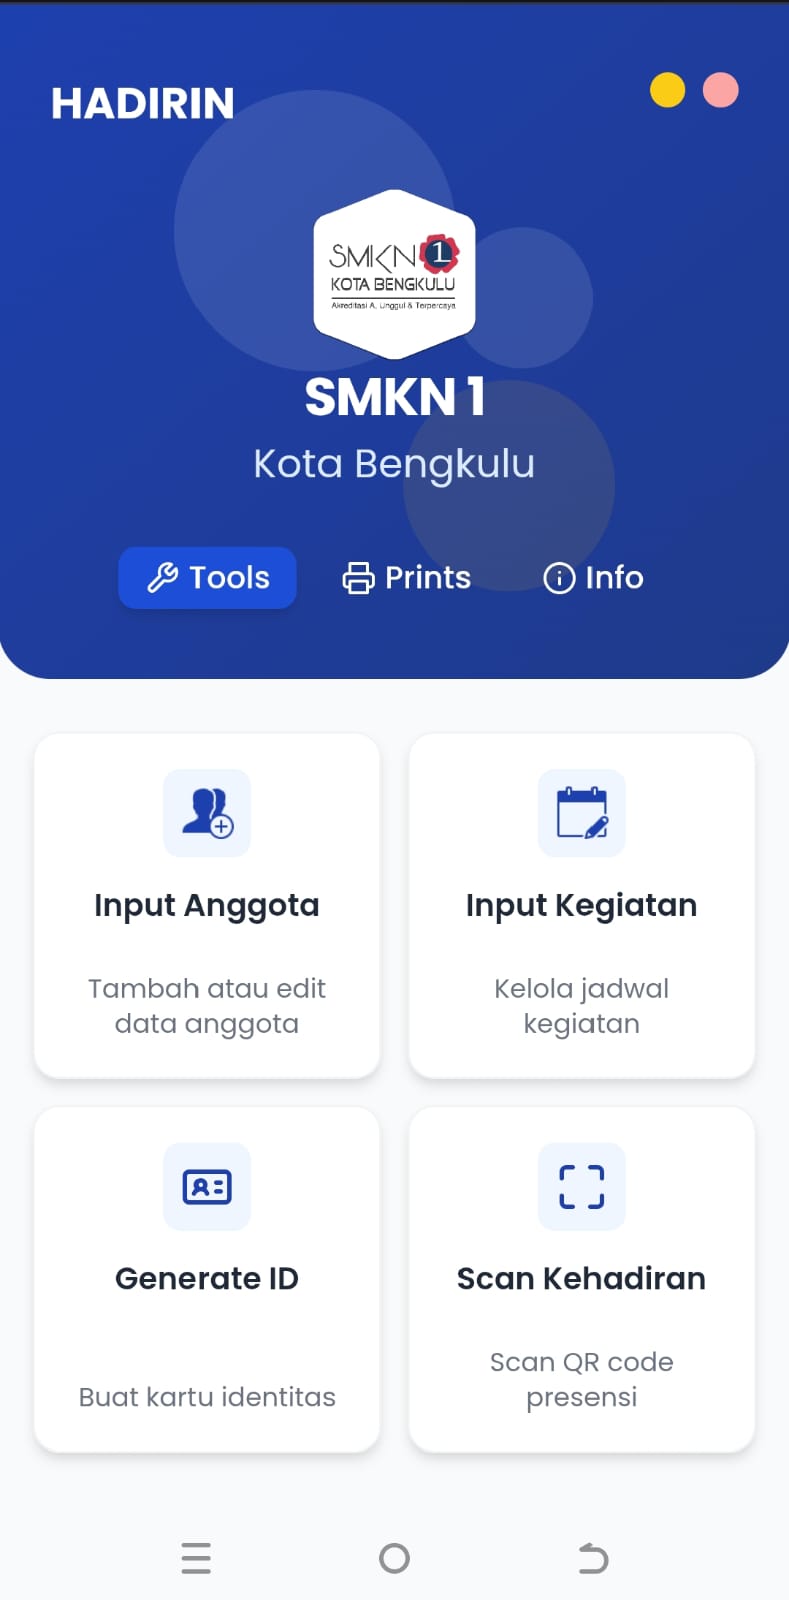 HADIRIN
SMKN 1
KOTA BENGKULU
Akreditasi A, Unggul & Terpercaya
SMKN 1
Kota Bengkulu
Tools
Prints
Info
Input Anggota
Tambah atau edit
data anggota
Input Kegiatan
Kelola jadwal
kegiatan
Generate ID
Buat kartu identitas
Scan Kehadiran
Scan QR code
presensi